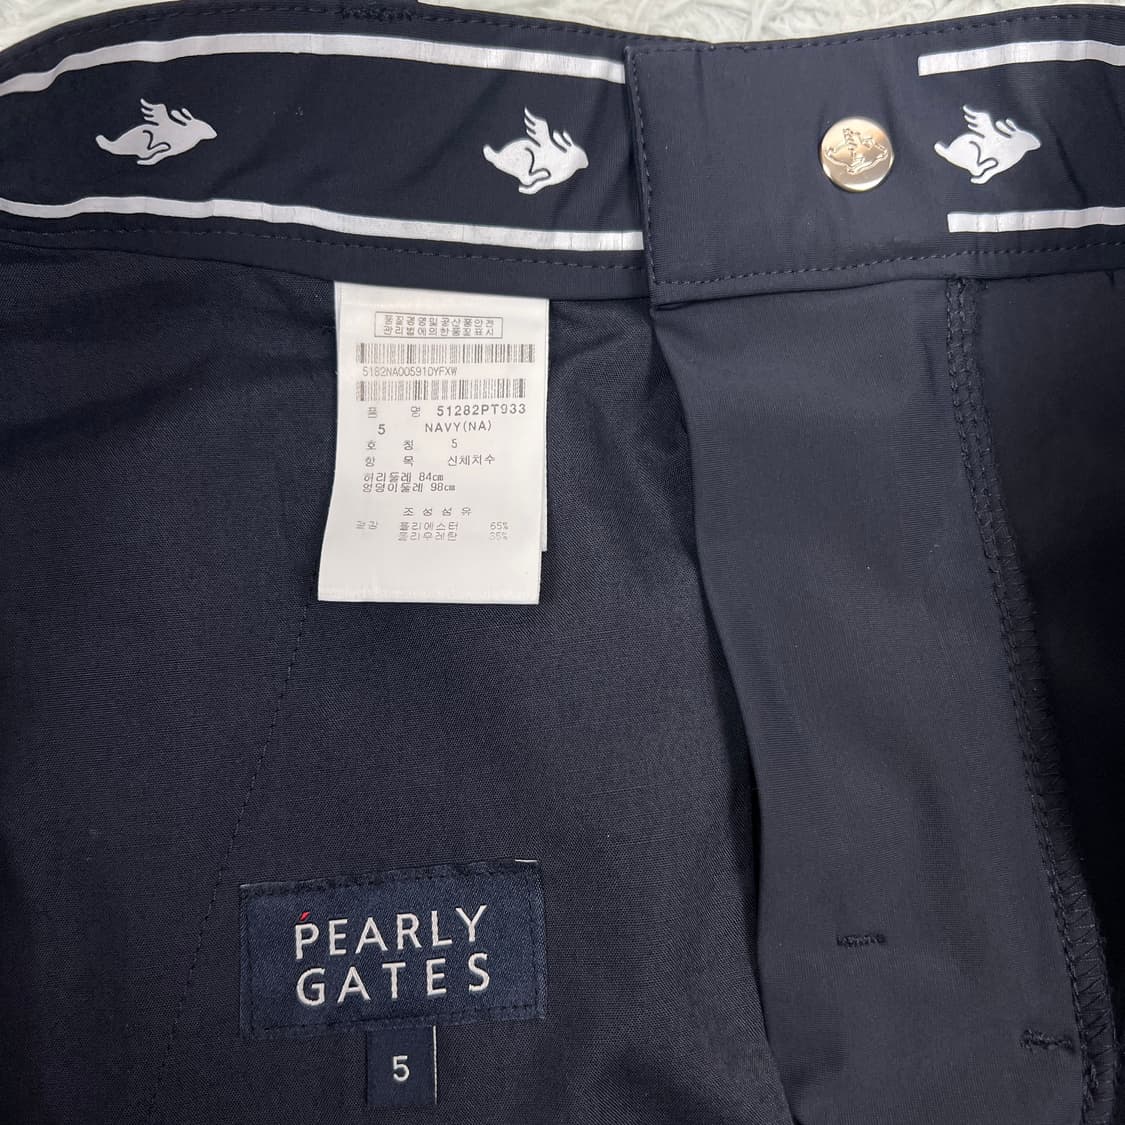 품질경영및공산품안전
관리법에의한품질표시
5182NA005910YFXW
품 명 51282PT933
5 NAVY(NA)
호 칭 5
항 목 신체치수
허리둘레 84cm
엉덩이둘레 98cm
조성섬유
겉감 폴리에스터 65%
폴리우레탄 35%
PEARLY
GATES
5